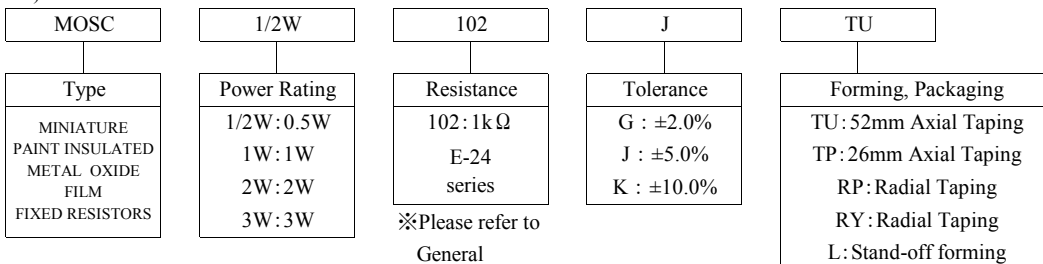 MOSC 1/2W 102 J TU
Type Power Rating Resistance Tolerance Forming, Packaging
MINIATURE
PAINT INSULATED
METAL OXIDE
FILM
FIXED RESISTORS
1/2W:0.5W
1W:1W
2W:2W
3W:3W
102:1kΩ
E-24
series
※Please refer to
General
G : ±2.0%
J : ±5.0%
K : ±10.0%
TU:52mm Axial Taping
TP:26mm Axial Taping
RP:Radial Taping
RY:Radial Taping
L:Stand-off forming